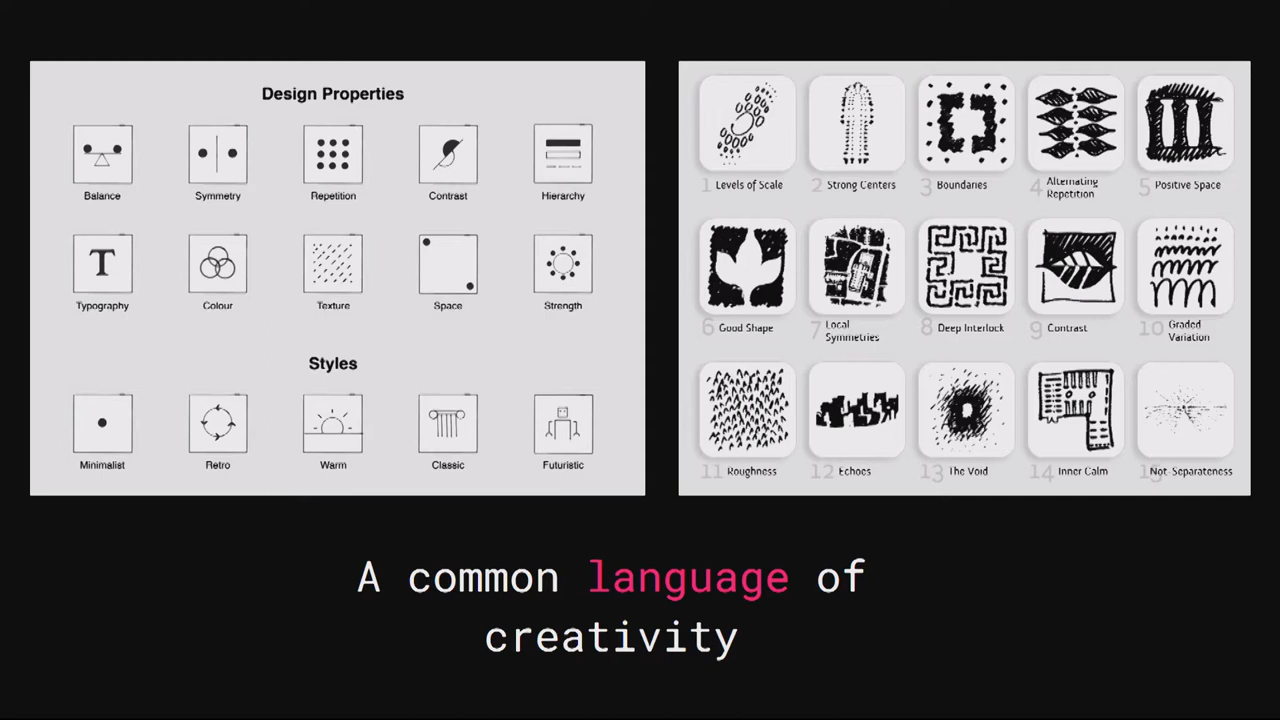 Design Properties
Balance
Symmetry
Repetition
Contrast
Hierarchy
T
Typography
Colour
Texture
Space
Strength
Styles
Minimalist
Retro
Warm
Classic
Futuristic
1 Levels of Scale
2 Strong Centers
3 Boundaries
4 Alternating
Repetition
5 Positive Space
6 Good Shape
7 Local
Symmetries
8 Deep Interlock
9 Contrast
10 Graded
Variation
11 Roughness
12 Echoes
13 The Void
14 Inner Calm
15 Not-Separateness
A common language of
creativity